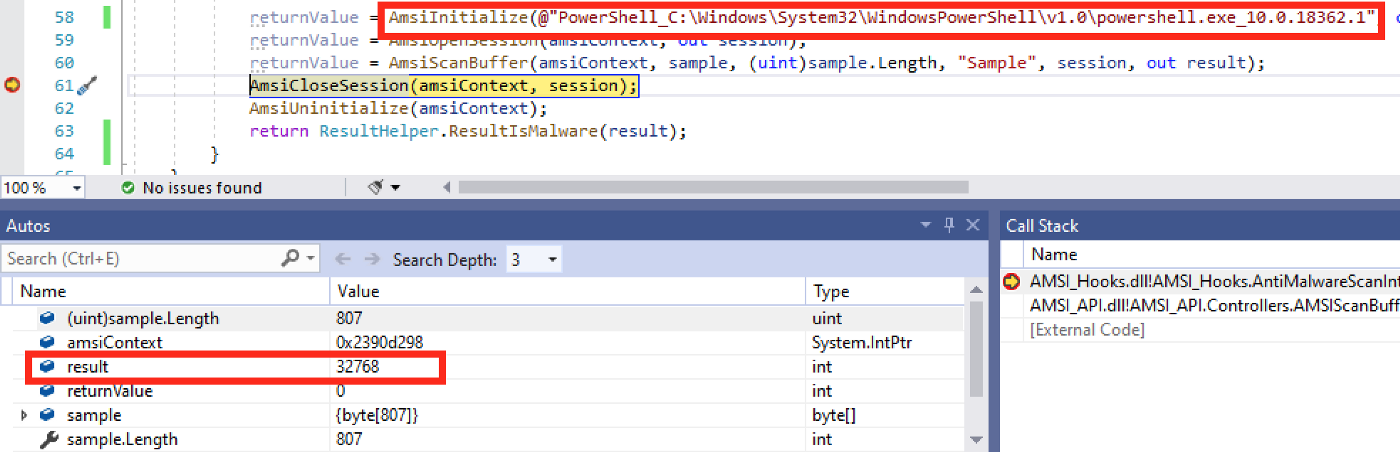 58 returnValue = AmsiInitialize(@"PowerShell_C:\Windows\System32\WindowsPowerShell\v1.0\powershell.exe_10.0.18362.1"
59 returnValue = AmsiOpenSession(amsiContext, out session);
60 returnValue = AmsiScanBuffer(amsiContext, sample, (uint)sample.Length, "Sample", session, out result);
61 AmsiCloseSession(amsiContext, session);
62 AmsiUninitialize(amsiContext);
63 return ResultHelper.ResultIsMalware(result);
64 }
100 % No issues found
Autos
Search (Ctrl+E) Search Depth: 3
Name Value Type
(uint)sample.Length 807 uint
amsiContext 0x2390d298 System.IntPtr
result 32768 int
returnValue 0 int
sample {byte[807]} byte[]
sample.Length 807 int
Call Stack
Name
AMSI_Hooks.dll!AMSI_Hooks.AntiMalwareScanInt
AMSI_API.dll!AMSI_API.Controllers.AMSIScanBuff
[External Code]